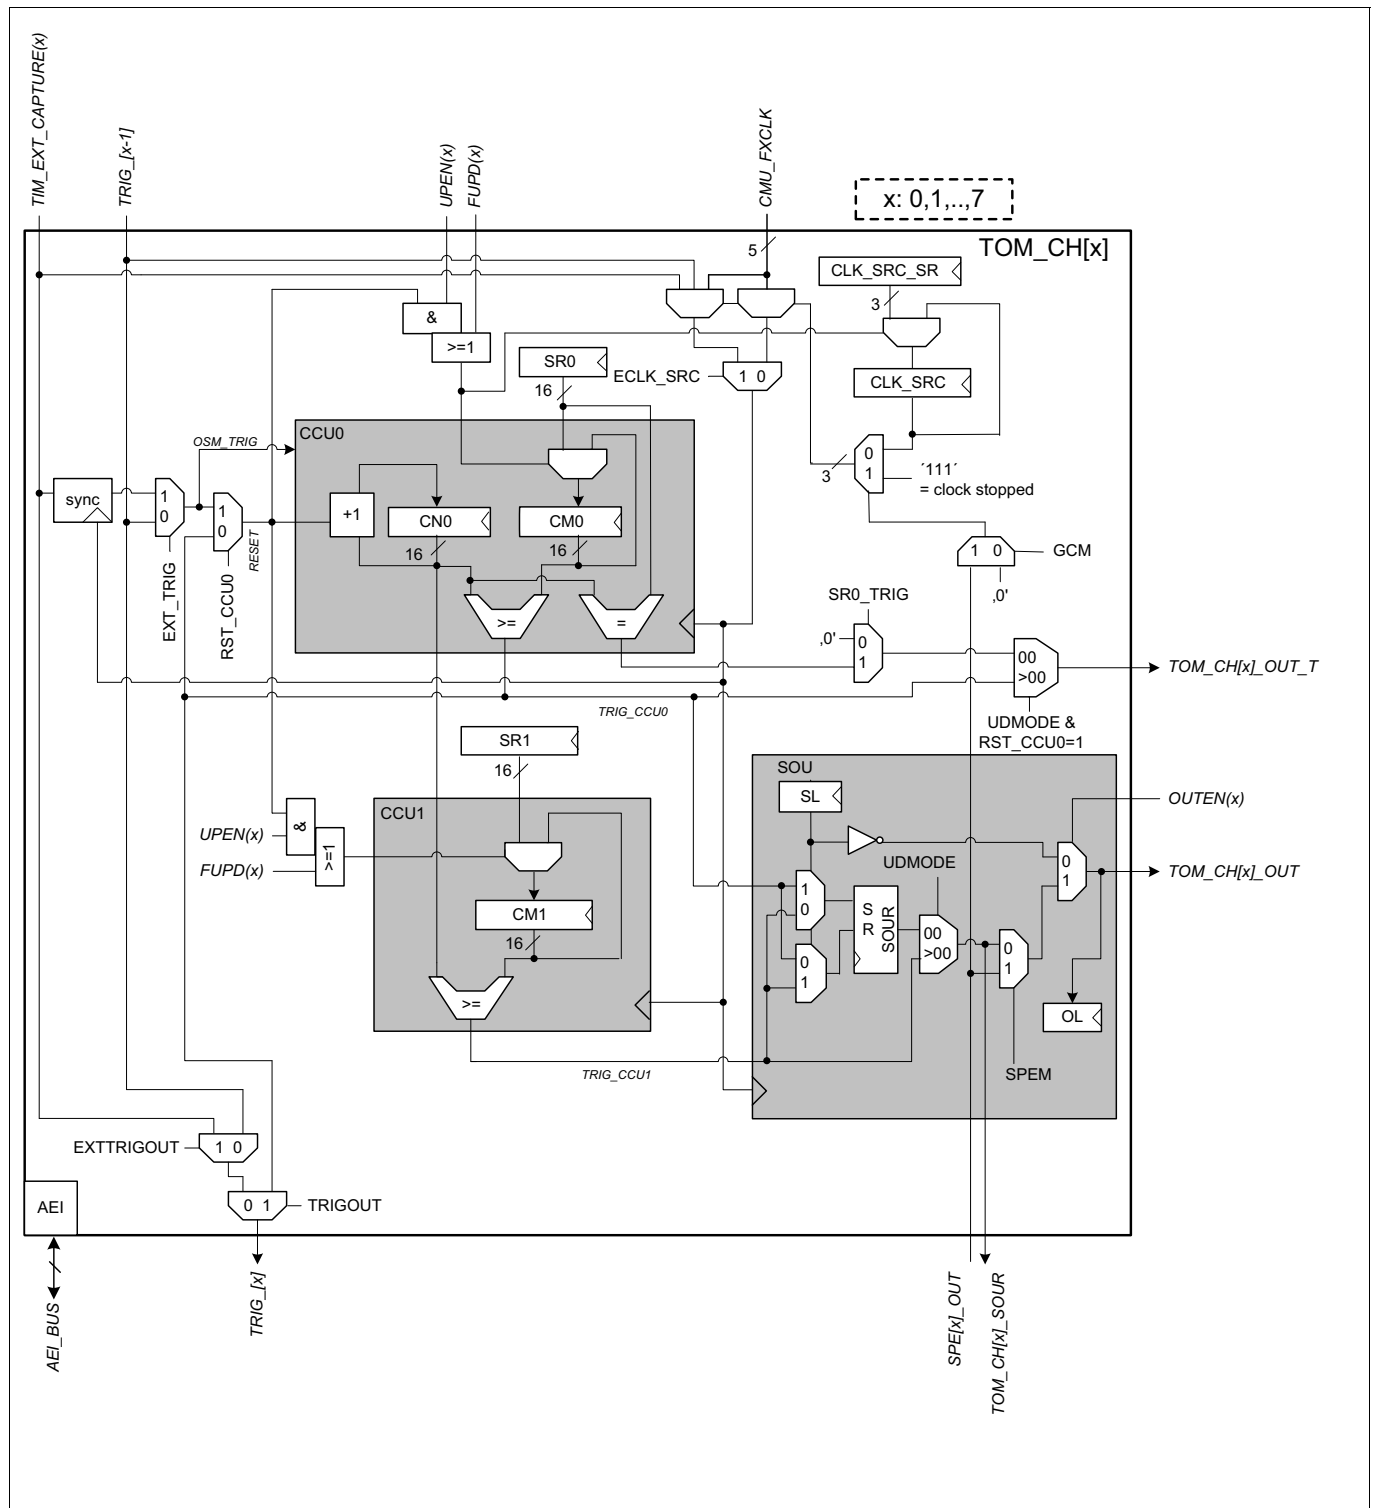 TIM_EXT_CAPTURE(x)
TRIG_[x-1]
UPEN(x)
FUPD(x)
CMU_FXCLK
x: 0,1,..,7
5
TOM_CH[x]
CLK_SRC_SR
3
&
>=1
SR0
16
ECLK_SRC
1 0
CLK_SRC
OSM_TRIG
CCU0
0
1
3
´111´
= clock stopped
sync
1
0
1
0
RESET
+1
CN0
CM0
16
16
EXT_TRIG
RST_CCU0
>=
=
1 0
GCM
‚0'
SR0_TRIG
‚0'
0
1
00
>00
TOM_CH[x]_OUT_T
UDMODE &
RST_CCU0=1
TRIG_CCU0
SR1
16
SOU
SL
CCU1
OUTEN(x)
&
UPEN(x)
>=1
FUPD(x)
UDMODE
0
1
TOM_CH[x]_OUT
1
0
S
R
SOUR
CM1
16
00
>00
0
1
0
1
>=
OL
TRIG_CCU1
SPEM
EXTTRIGOUT
1 0
AEI
0 1
TRIGOUT
AEI_BUS
TRIG_[x]
SPE[x]_OUT
TOM_CH[x]_SOUR